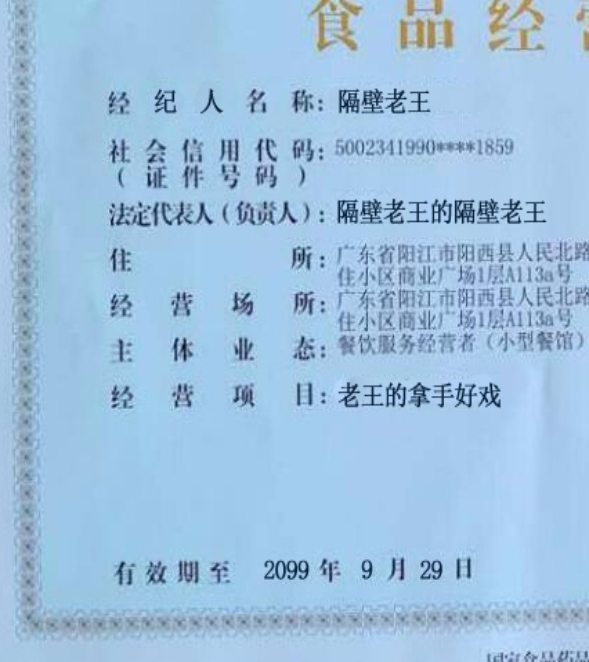 食品经营
经纪人名称：隔壁老王
社会信用代码：5002341990****1859
（证件号码）
法定代表人（负责人）：隔壁老王的隔壁老王
住所：广东省阳江市阳西县人民北路
住小区商业广场1层A113a号
经营场所：广东省阳江市阳西县人民北路
住小区商业广场1层A113a号
主体业态：餐饮服务经营者（小型餐馆）
经营项目：老王的拿手好戏
有效期至 2099 年 9 月 29 日
国家食品药品